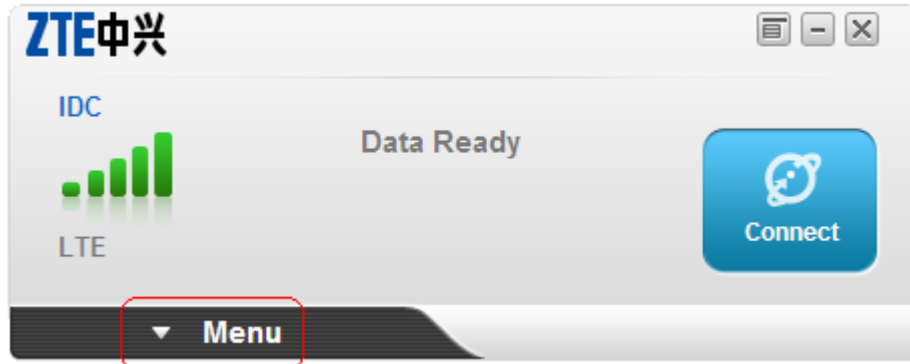 ZTE中兴
IDC
Data Ready
Connect
LTE
Menu